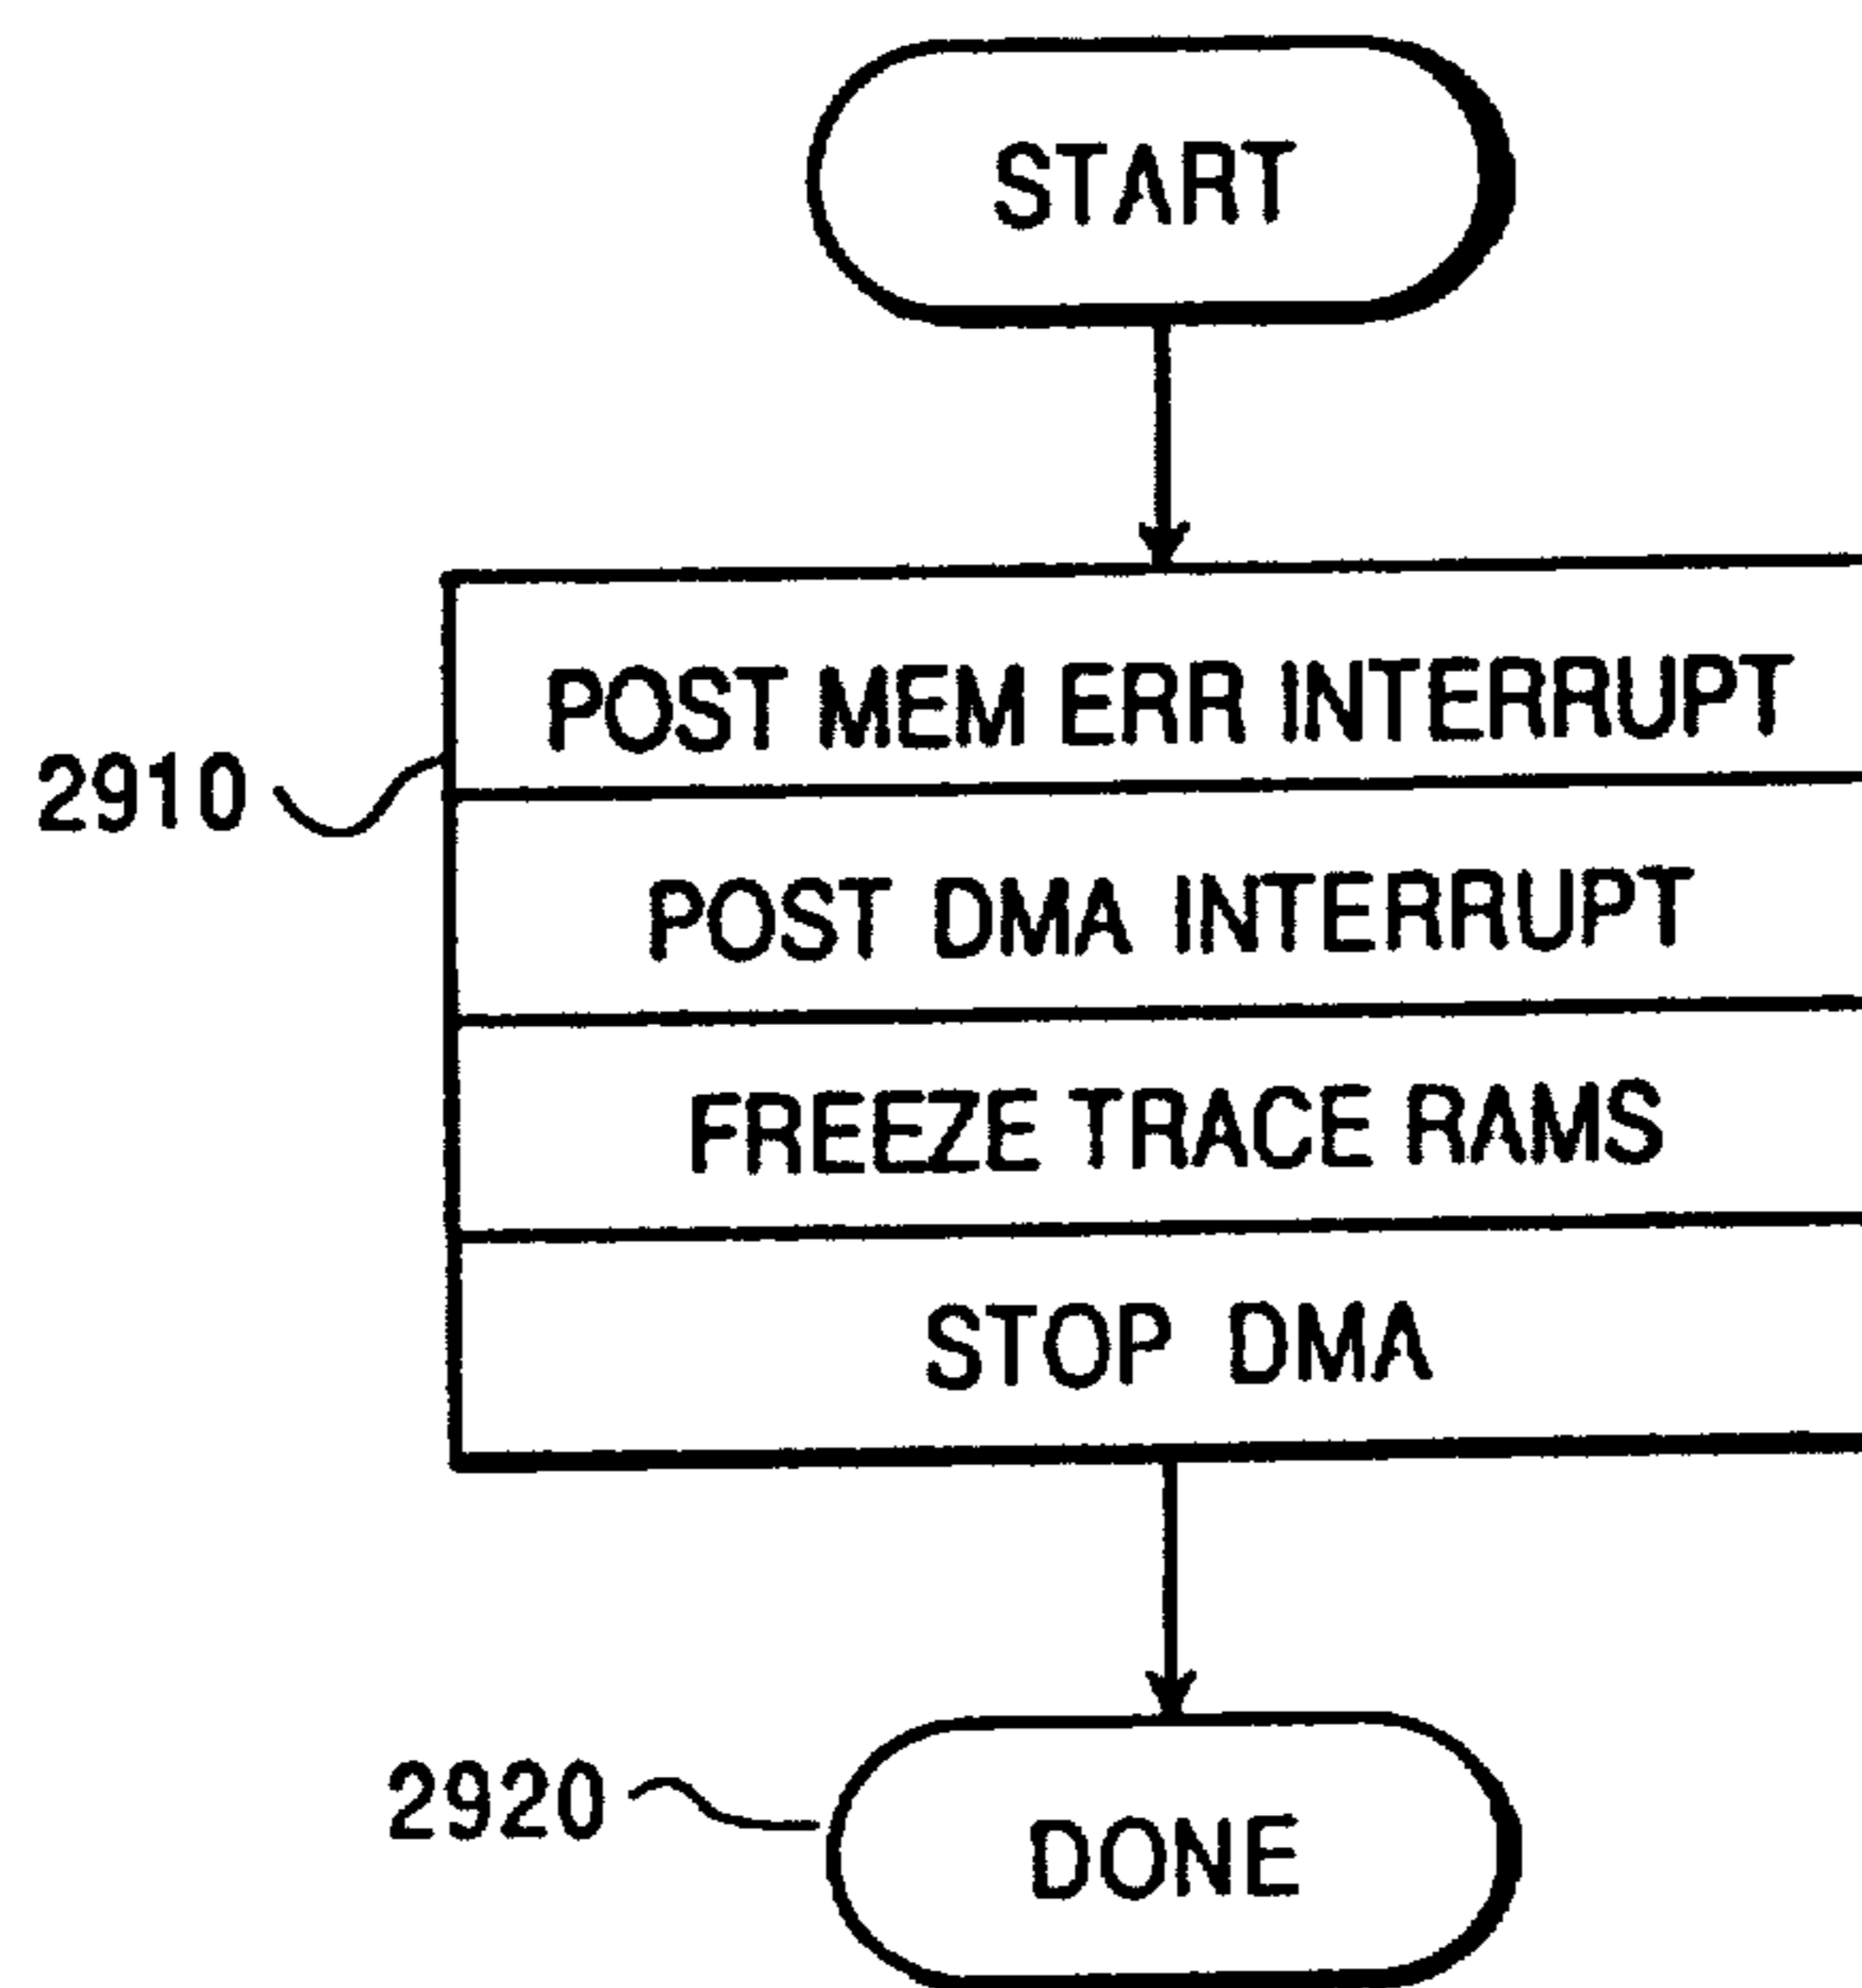 START
POST MEM ERR INTERRUPT
2910
POST DMA INTERRUPT
FREEZE TRACE RAMS
STOP DMA
2920
DONE